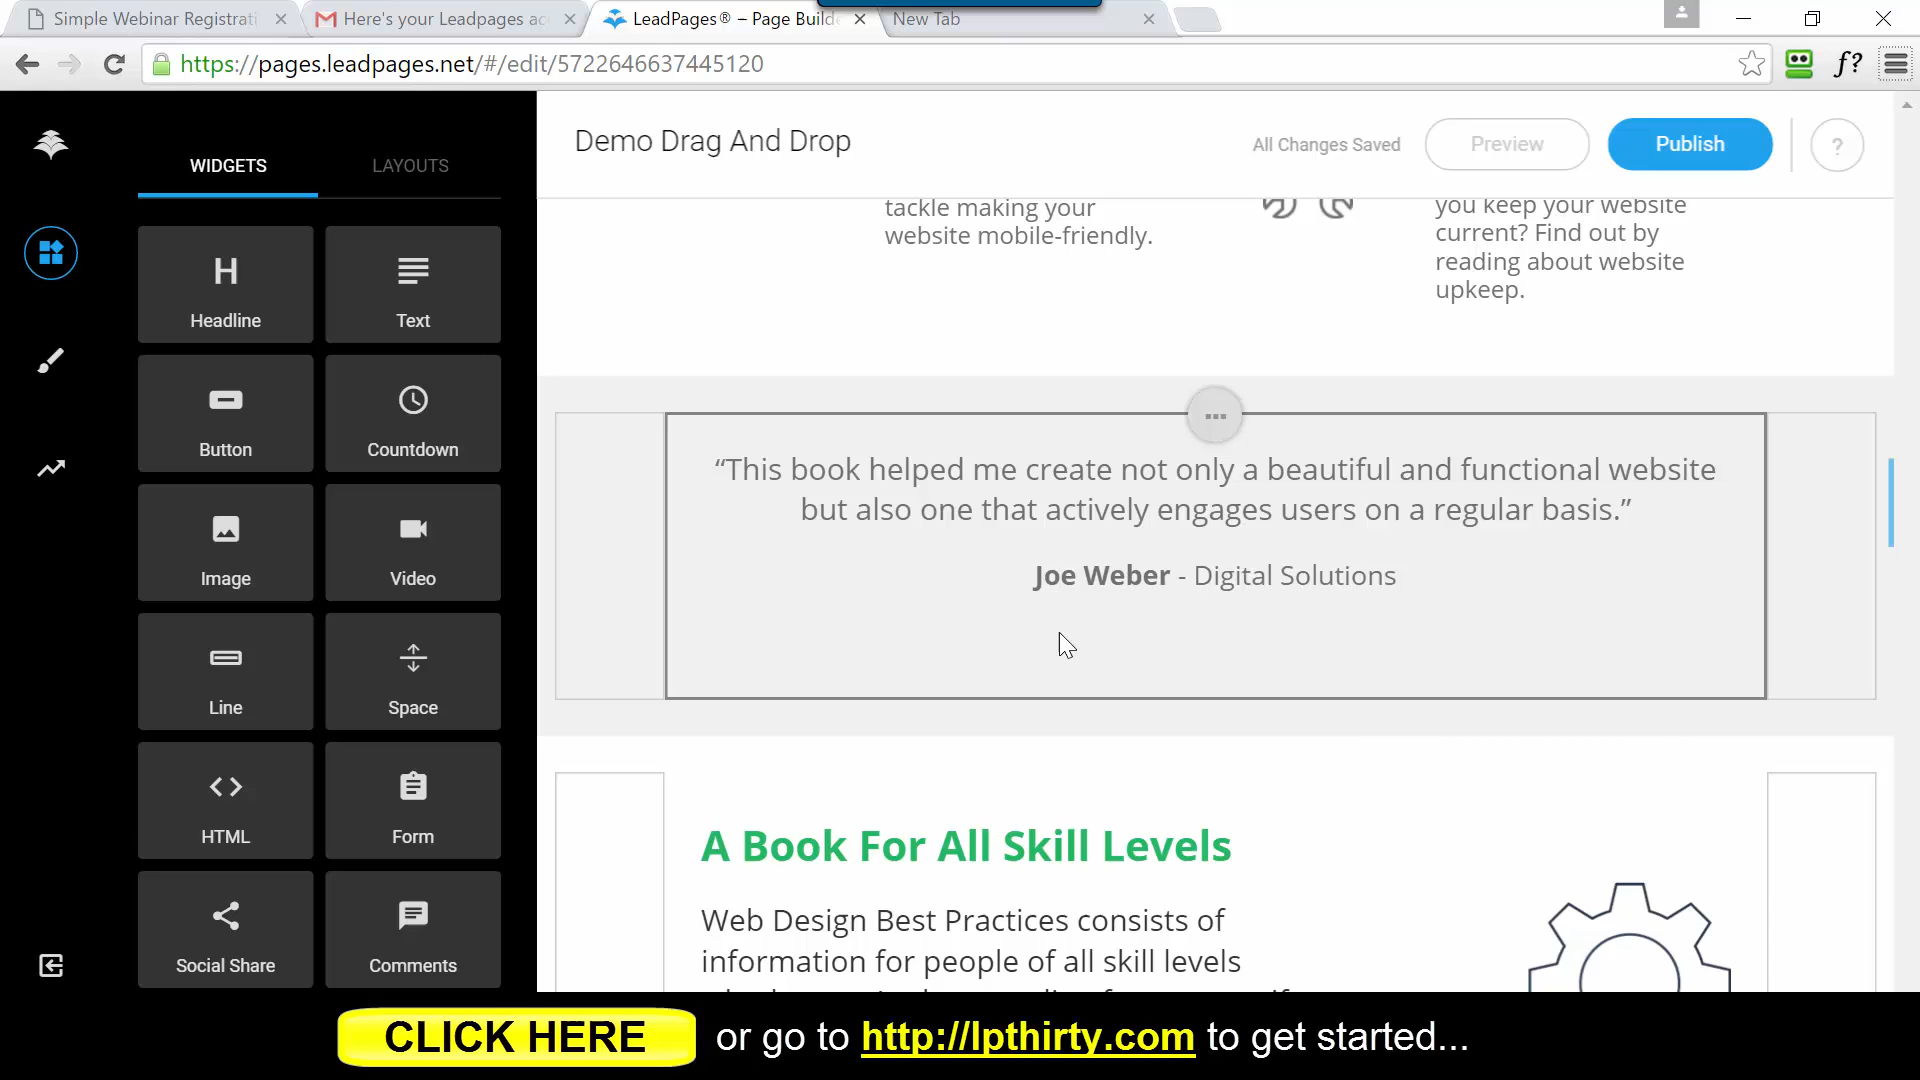 Simple Webinar Registrati
Here's your Leadpages ac
LeadPages® – Page Builde
New Tab
https://pages.leadpages.net/#/edit/5722646637445120
f?
WIDGETS
LAYOUTS
Demo Drag And Drop
All Changes Saved
Preview
Publish
?
H
Headline
Text
Button
Countdown
Image
Video
Line
Space
HTML
Form
Social Share
Comments
tackle making your
website mobile-friendly.
you keep your website
current? Find out by
reading about website
upkeep.
“This book helped me create not only a beautiful and functional website
but also one that actively engages users on a regular basis.”
Joe Weber - Digital Solutions
A Book For All Skill Levels
Web Design Best Practices consists of
information for people of all skill levels
CLICK HERE or go to http://lpthirty.com to get started...